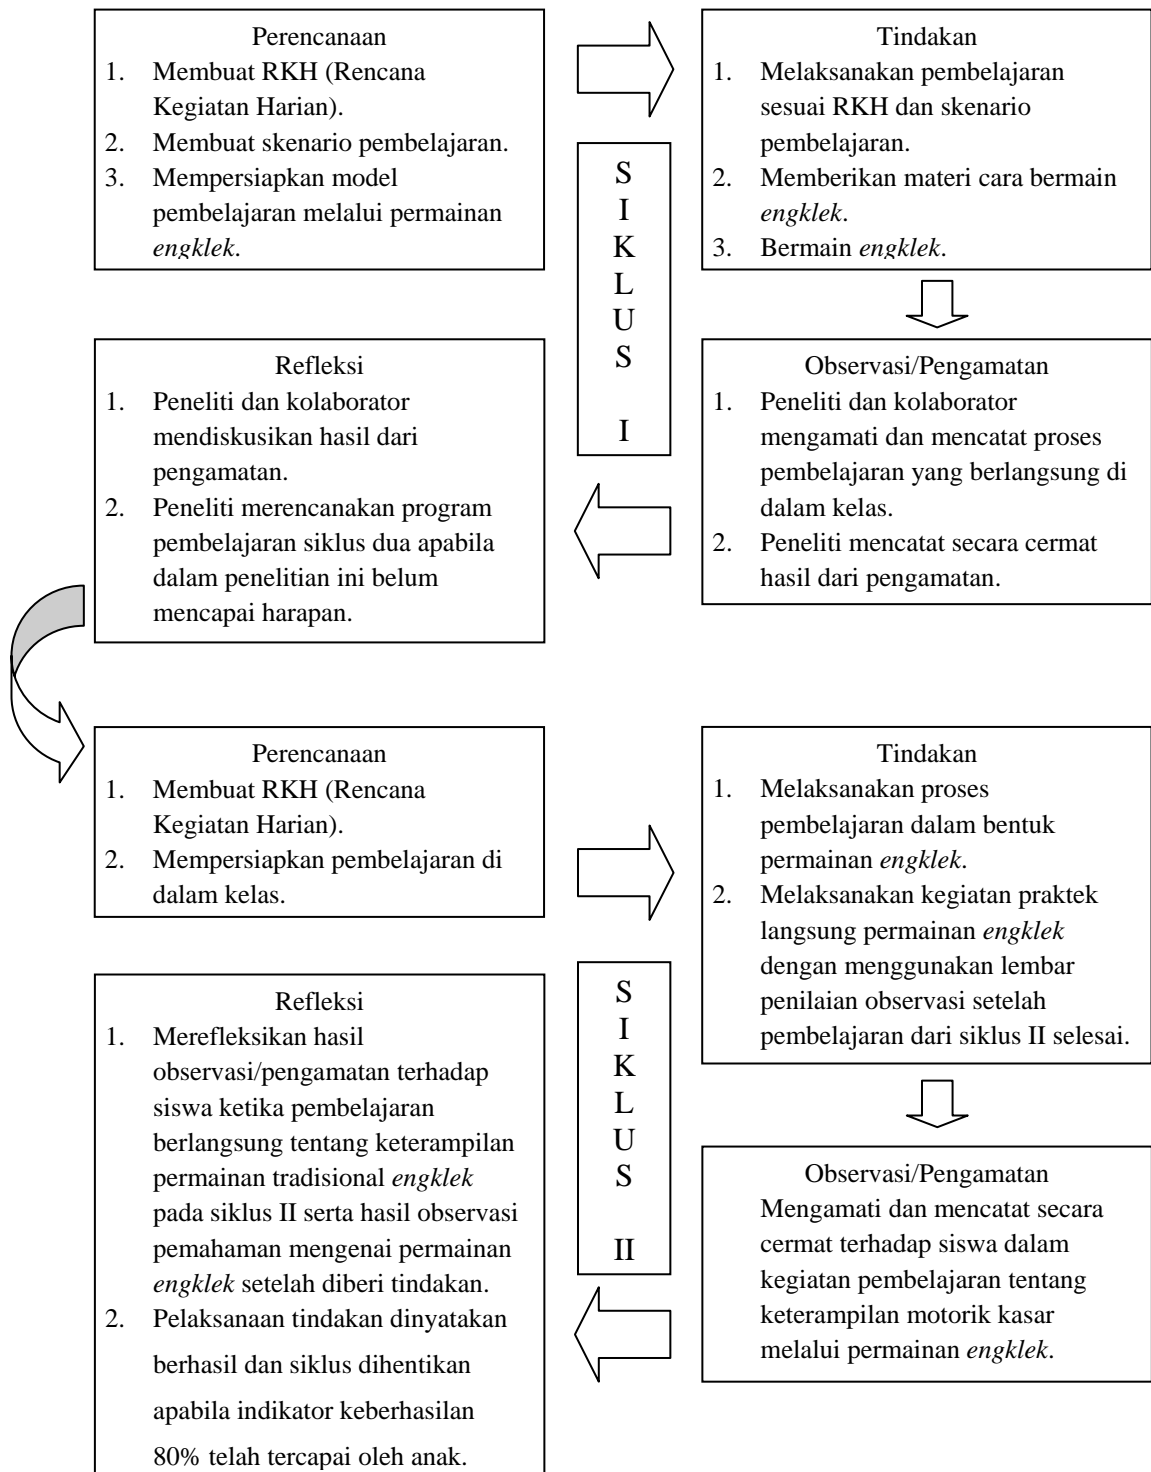 Perencanaan
1. Membuat RKH (Rencana
Kegiatan Harian).
2. Membuat skenario pembelajaran.
3. Mempersiapkan model
pembelajaran melalui permainan
engklek.
Tindakan
1. Melaksanakan pembelajaran
sesuai RKH dan skenario
pembelajaran.
2. Memberikan materi cara bermain
engklek.
3. Bermain engklek.
S
I
K
L
U
S
I
Observasi/Pengamatan
1. Peneliti dan kolaborator
mengamati dan mencatat proses
pembelajaran yang berlangsung di
dalam kelas.
2. Peneliti mencatat secara cermat
hasil dari pengamatan.
Refleksi
1. Peneliti dan kolaborator
mendiskusikan hasil dari
pengamatan.
2. Peneliti merencanakan program
pembelajaran siklus dua apabila
dalam penelitian ini belum
mencapai harapan.
Perencanaan
1. Membuat RKH (Rencana
Kegiatan Harian).
2. Mempersiapkan pembelajaran di
dalam kelas.
Tindakan
1. Melaksanakan proses
pembelajaran dalam bentuk
permainan engklek.
2. Melaksanakan kegiatan praktek
langsung permainan engklek
dengan menggunakan lembar
penilaian observasi setelah
pembelajaran dari siklus II selesai.
S
I
K
L
U
S
II
Observasi/Pengamatan
Mengamati dan mencatat secara
cermat terhadap siswa dalam
kegiatan pembelajaran tentang
keterampilan motorik kasar
melalui permainan engklek.
Refleksi
1. Merefleksikan hasil
observasi/pengamatan terhadap
siswa ketika pembelajaran
berlangsung tentang keterampilan
permainan tradisional engklek
pada siklus II serta hasil observasi
pemahaman mengenai permainan
engklek setelah diberi tindakan.
2. Pelaksanaan tindakan dinyatakan
berhasil dan siklus dihentikan
apabila indikator keberhasilan
80% telah tercapai oleh anak.